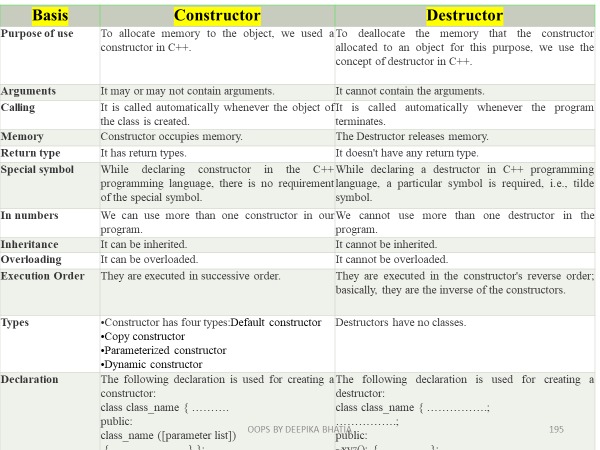 Basis Constructor Destructor
Purpose of use To allocate memory to the object, we used a To deallocate the memory that the constructor
constructor in C++. allocated to an object for this purpose, we use the
concept of destructor in C++.
Arguments It may or may not contain arguments. It cannot contain the arguments.
Calling It is called automatically whenever the object of It is called automatically whenever the program
the class is created. terminates.
Memory Constructor occupies memory. The Destructor releases memory.
Return type It has return types. It doesn't have any return type.
Special symbol While declaring constructor in the C++ While declaring a destructor in C++ programming
programming language, there is no requirement language, a particular symbol is required, i.e., tilde
of the special symbol. symbol.
In numbers We can use more than one constructor in our We cannot use more than one destructor in the
program. program.
Inheritance It can be inherited. It cannot be inherited.
Overloading It can be overloaded. It cannot be overloaded.
Execution Order They are executed in successive order. They are executed in the constructor's reverse order;
basically, they are the inverse of the constructors.
Types •Constructor has four types:Default constructor Destructors have no classes.
•Copy constructor
•Parameterized constructor
•Dynamic constructor
Declaration The following declaration is used for creating a The following declaration is used for creating a
constructor: destructor:
class class_name { ………. class class_name { ……………;
public: ……………;
OOPS BY DEEPIKA BHATIA 195
class_name ([parameter list]) public: